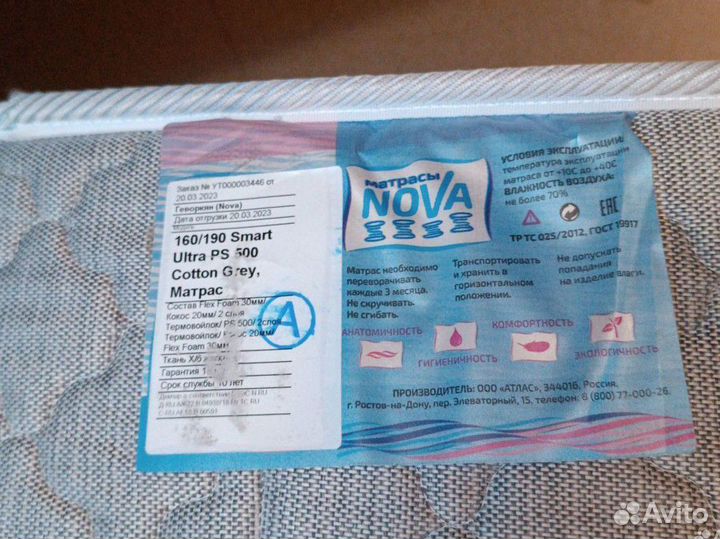 Заказ № УТ000003446 от
20.03.2023
Геворкян (Nova)
Дата отгрузки 20.03.2023
160/190 Smart
Ultra PS 500
Cotton Grey,
Матрас
Состав Flex Foam 30мм/
Кокос 20мм/ 2 слоя
Термовойлок/ PS 500/ 2слоя
Термовойлок/ 20мм/
Flex Foam 30мм
Ткань Х/б
Гарантия
Срок службы 10 лет
A
матрасы
NOVA
УСЛОВИЯ ЭКСПЛУАТАЦИИ:
температура эксплуатации
матраса от +10С до +40С
ВЛАЖНОСТЬ ВОЗДУХА:
не более 70%
EAC
ТР ТС 025/2012, ГОСТ 19917
Матрас необходимо
переворачивать
каждые 3 месяца.
Не скручивать.
Не сгибать.
Транспортировать
и хранить в
горизонтальном
положении.
Не допускать
попадания
на изделие влаги.
АНАТОМИЧНОСТЬ
ГИГИЕНИЧНОСТЬ
КОМФОРТНОСТЬ
ЭКОЛОГИЧНОСТЬ
ПРОИЗВОДИТЕЛЬ: ООО «АТЛАС», 344016, Россия.
г. Ростов-на-Дону, пер. Элеваторный, 15. телефон: 8 (800) 77-000-26.
Avito